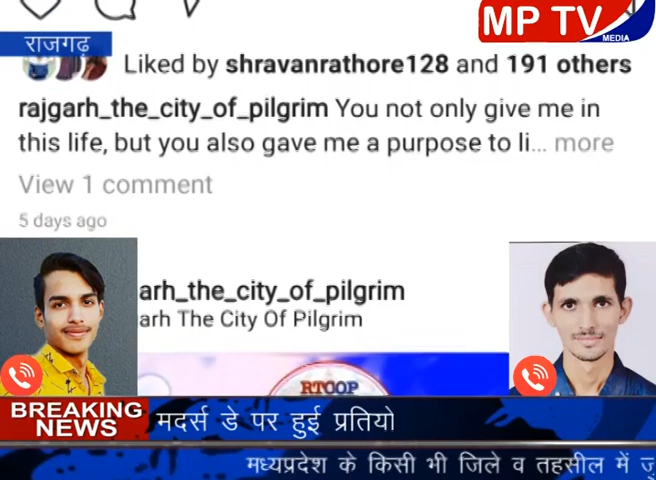 MP TV
MEDIA
राजगढ़
Liked by shravanrathore128 and 191 others
rajgarh_the_city_of_pilgrim You not only give me in
this life, but you also gave me a purpose to li... more
View 1 comment
5 days ago
arh_the_city_of_pilgrim
arh The City Of Pilgrim
RTCOP
BREAKING
NEWS
मदर्स डे पर हुई प्रतियो
मध्यप्रदेश के किसी भी जिले व तहसील में जु